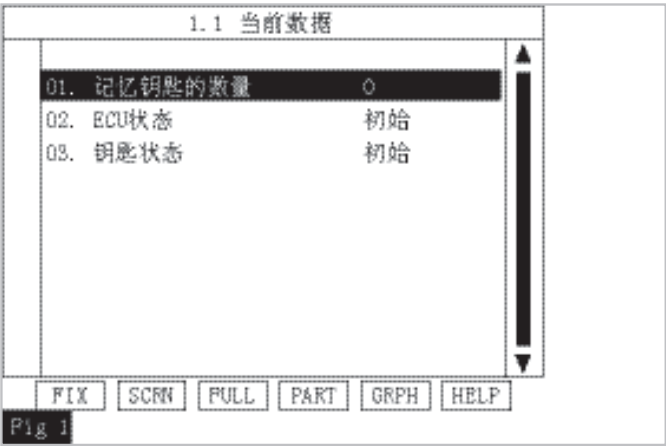 1.1 当前数据
01. 记忆钥匙的数量 0
02. ECU状态 初始
03. 钥匙状态 初始
FIX SCRN FULL PART GRPH HELP
Fig 1